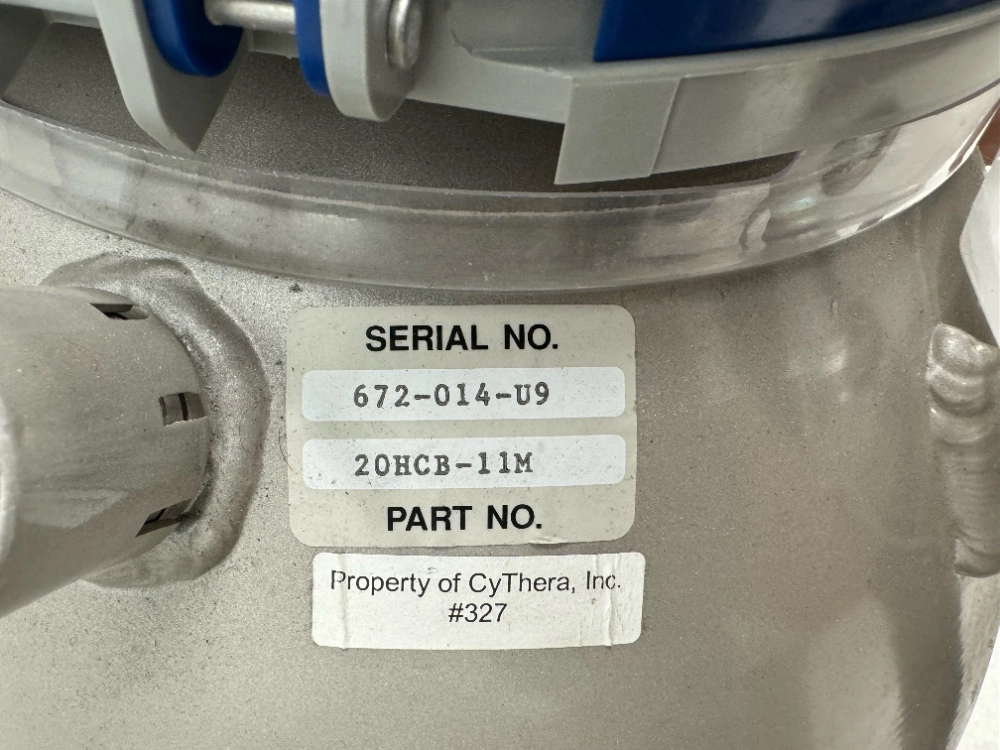 SERIAL NO.
672-014-U9
20HCB-11M
PART NO.
Property of CyThera, Inc.
#327